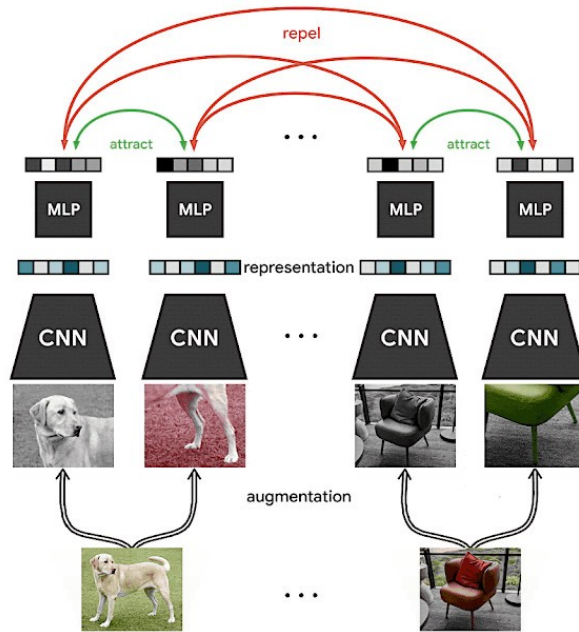 repel
...
attract
attract
MLP
MLP
MLP
MLP
representation
CNN
CNN
...
CNN
CNN
augmentation
...